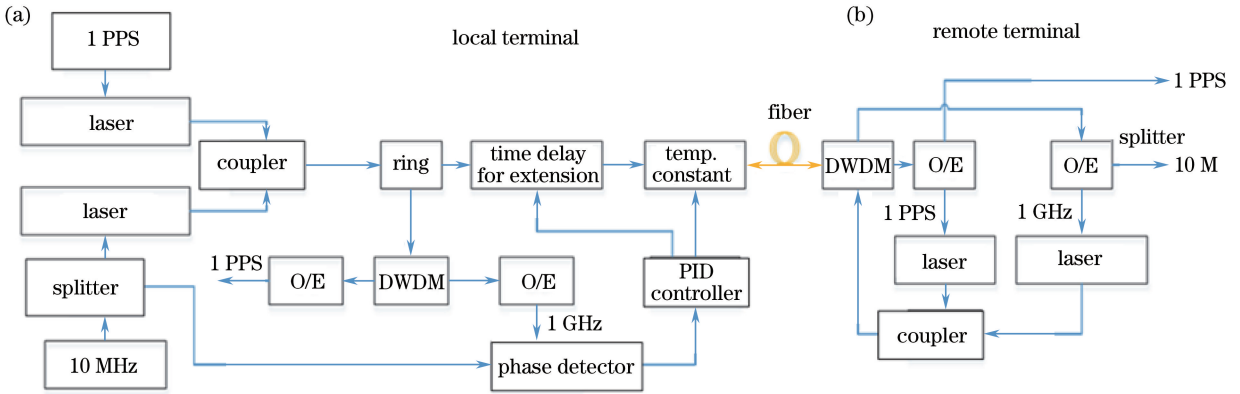 (a)
local terminal
1 PPS
laser
coupler
ring
time delay
for extension
temp.
constant
fiber
laser
splitter
10 MHz
1 PPS
O/E
DWDM
O/E
1 GHz
PID
controller
phase detector
(b)
remote terminal
1 PPS
DWDM
O/E
O/E
splitter
10 M
1 PPS
1 GHz
laser
laser
coupler